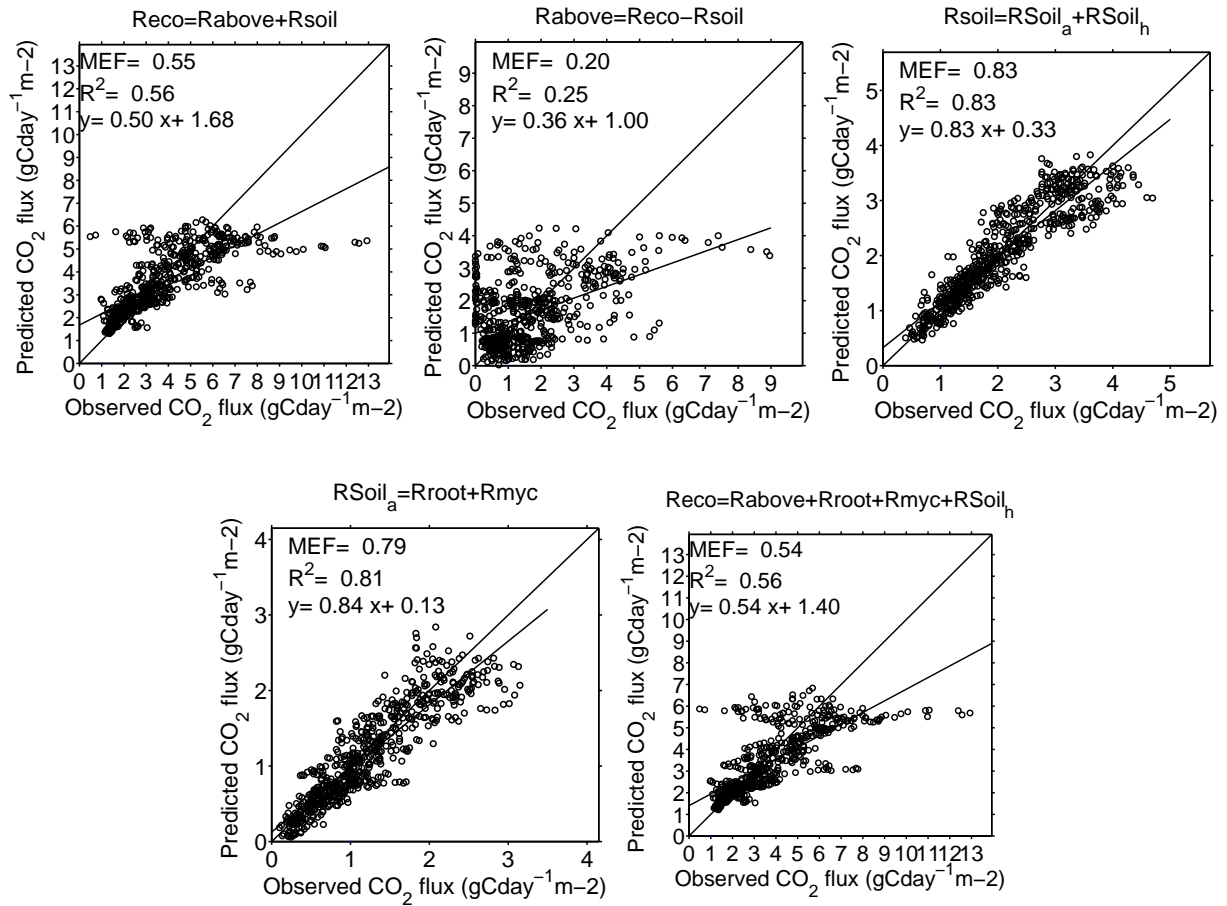 Reco=Rabove+Rsoil
MEF= 0.55
R²= 0.56
y= 0.50 x+ 1.68
Predicted CO₂ flux (gCday⁻¹m−2)
13
12
11
10
9
8
7
6
5
4
3
2
1
0
0 1 2 3 4 5 6 7 8 9 10 11 12 13
Observed CO₂ flux (gCday⁻¹m−2)
Rabove=Reco−Rsoil
MEF= 0.20
R²= 0.25
y= 0.36 x+ 1.00
Predicted CO₂ flux (gCday⁻¹m−2)
9
8
7
6
5
4
3
2
1
0
0 1 2 3 4 5 6 7 8 9
Observed CO₂ flux (gCday⁻¹m−2)
Rsoil=RSoilₐ+RSoilₕ
MEF= 0.83
R²= 0.83
y= 0.83 x+ 0.33
Predicted CO₂ flux (gCday⁻¹m−2)
5
4
3
2
1
0
0 1 2 3 4 5
Observed CO₂ flux (gCday⁻¹m−2)
RSoilₐ=Rroot+Rmyc
MEF= 0.79
R²= 0.81
y= 0.84 x+ 0.13
Predicted CO₂ flux (gCday⁻¹m−2)
4
3
2
1
0
0 1 2 3 4
Observed CO₂ flux (gCday⁻¹m−2)
Reco=Rabove+Rroot+Rmyc+RSoilₕ
MEF= 0.54
R²= 0.56
y= 0.54 x+ 1.40
Predicted CO₂ flux (gCday⁻¹m−2)
13
12
11
10
9
8
7
6
5
4
3
2
1
0
0 1 2 3 4 5 6 7 8 9 10 11 12 13
Observed CO₂ flux (gCday⁻¹m−2)